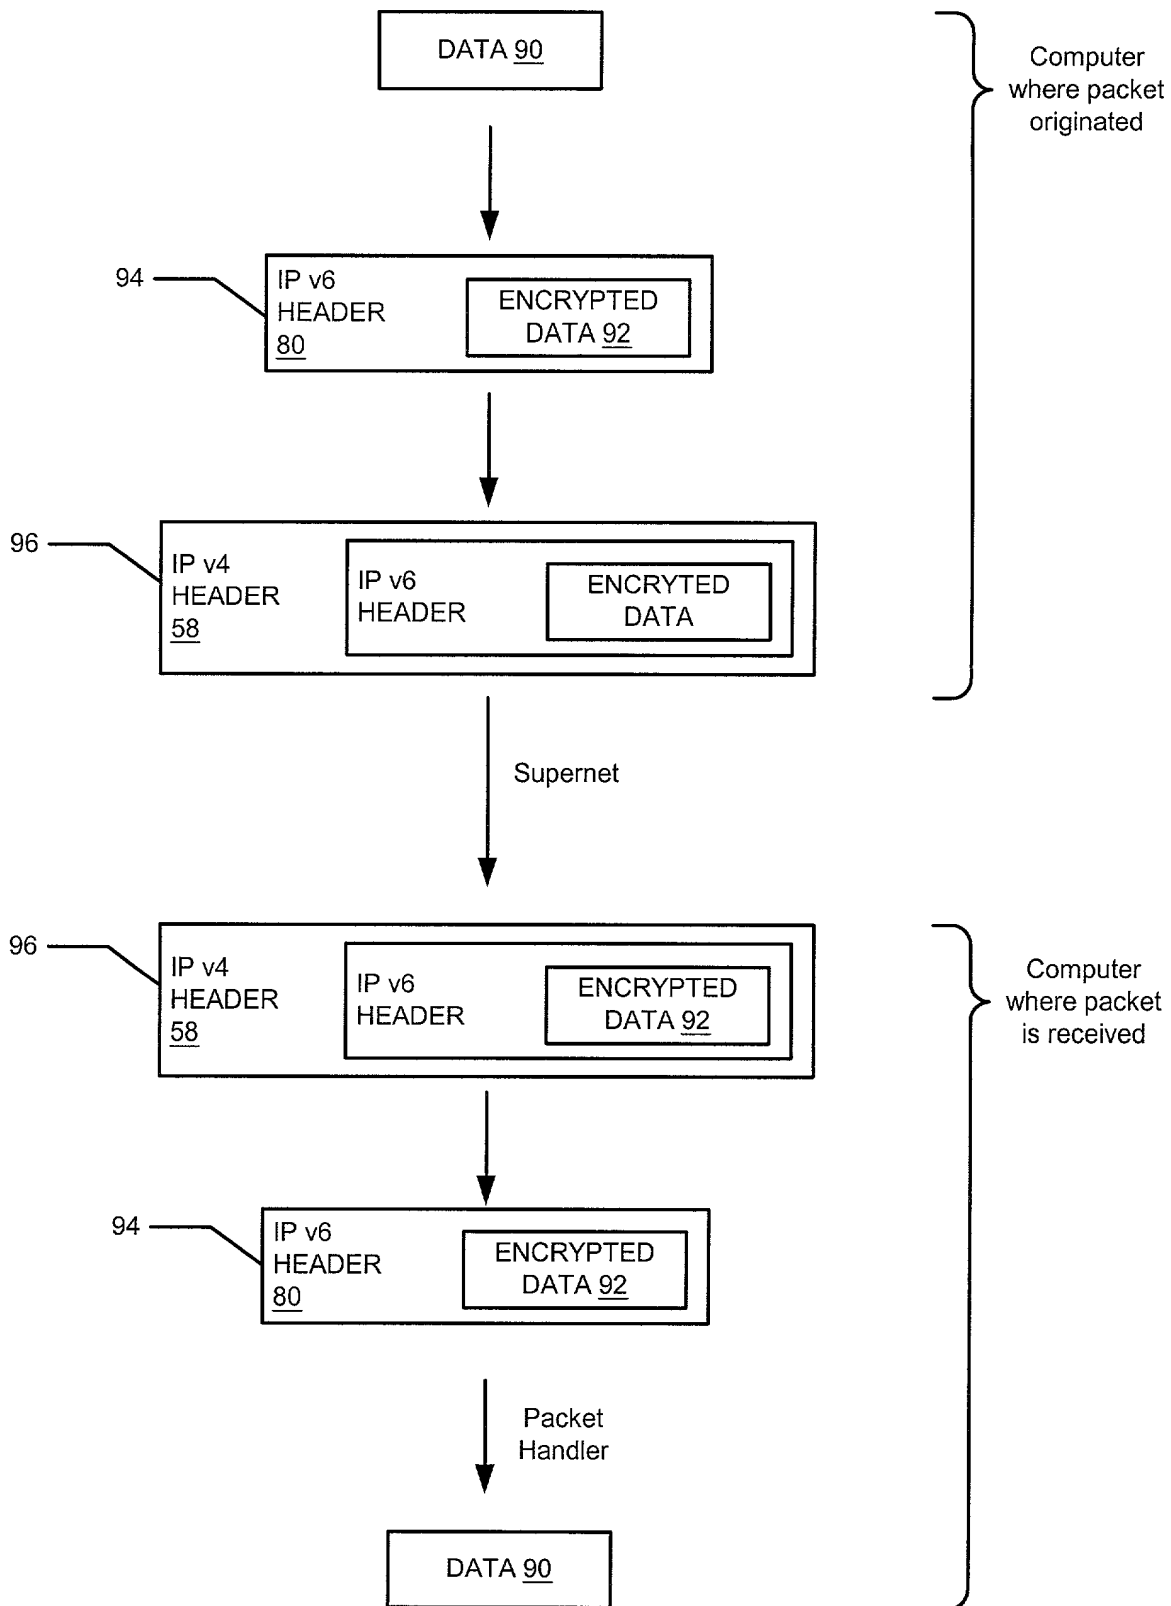 DATA 90
Computer
where packet
originated
94
IP v6
HEADER
80
ENCRYPTED
DATA 92
96
IP v4
HEADER
58
IP v6
HEADER
ENCRYTED
DATA
Supernet
96
IP v4
HEADER
58
IP v6
HEADER
ENCRYPTED
DATA 92
Computer
where packet
is received
94
IP v6
HEADER
80
ENCRYPTED
DATA 92
Packet
Handler
DATA 90